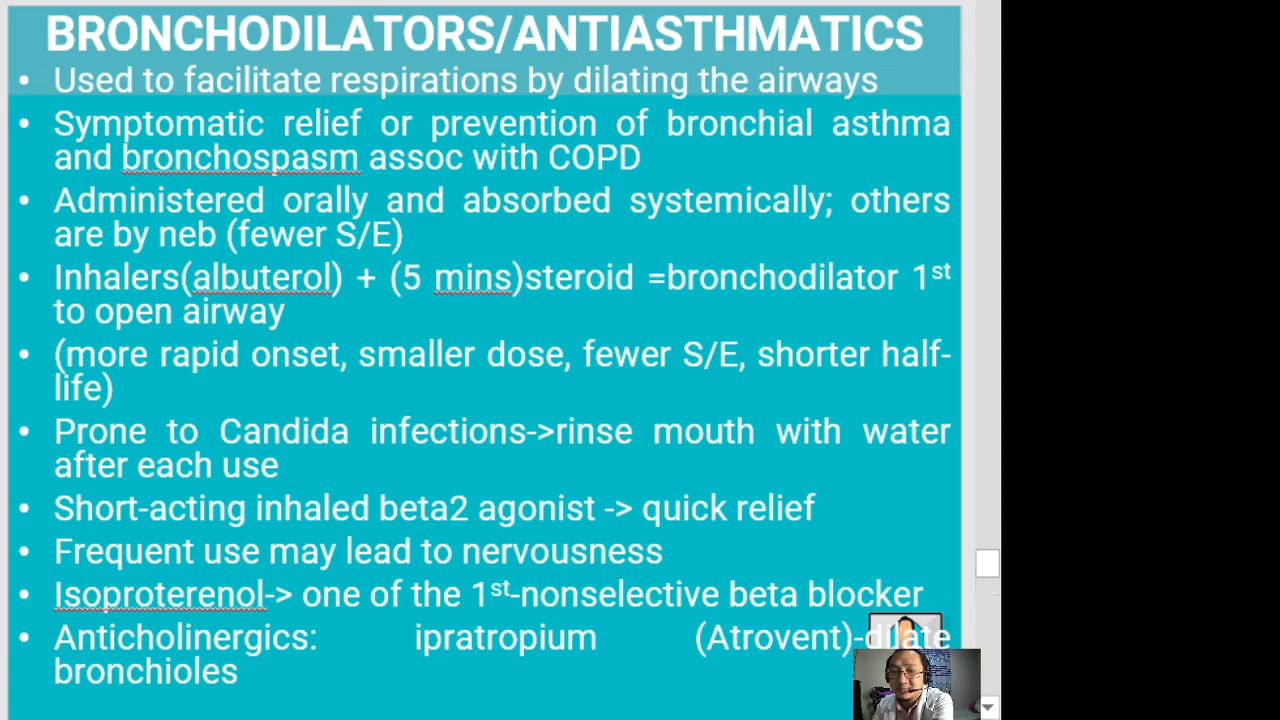 BRONCHODILATORS/ANTIASTHMATICS
• Used to facilitate respirations by dilating the airways
• Symptomatic relief or prevention of bronchial asthma
and bronchospasm assoc with COPD
• Administered orally and absorbed systemically; others
are by neb (fewer S/E)
• Inhalers(albuterol) + (5 mins)steroid =bronchodilator 1st
to open airway
• (more rapid onset, smaller dose, fewer S/E, shorter half-
life)
• Prone to Candida infections->rinse mouth with water
after each use
• Short-acting inhaled beta2 agonist -> quick relief
• Frequent use may lead to nervousness
• Isoproterenol-> one of the 1st-nonselective beta blocker
• Anticholinergics: ipratropium (Atrovent)-dilate
bronchioles